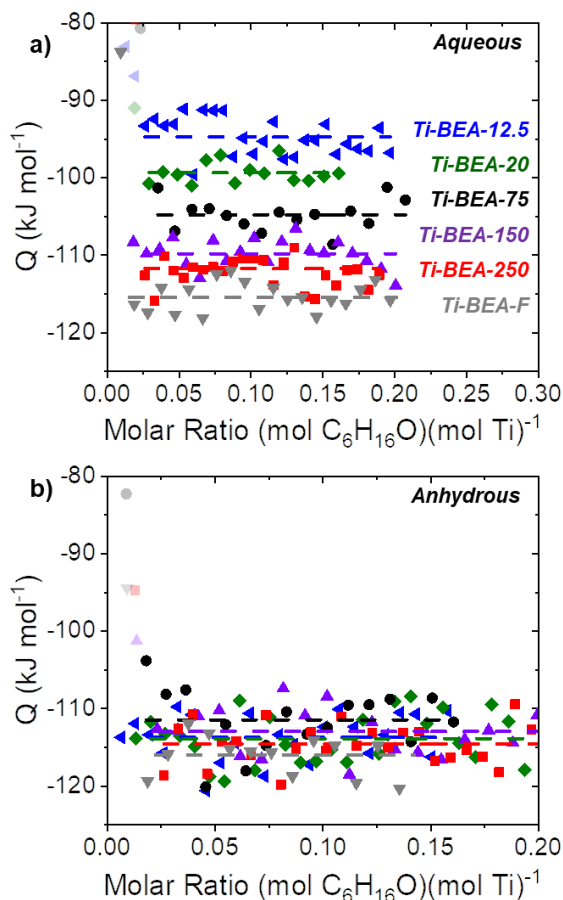 a)
Aqueous
-80
-90
-100
-110
-120
Q (kJ mol⁻¹)
Ti-BEA-12.5
Ti-BEA-20
Ti-BEA-75
Ti-BEA-150
Ti-BEA-250
Ti-BEA-F
0.00 0.05 0.10 0.15 0.20 0.25 0.30
Molar Ratio (mol C₆H₁₆O)(mol Ti)⁻¹
b)
Anhydrous
-80
-90
-100
-110
-120
Q (kJ mol⁻¹)
0.00 0.05 0.10 0.15 0.20
Molar Ratio (mol C₆H₁₆O)(mol Ti)⁻¹